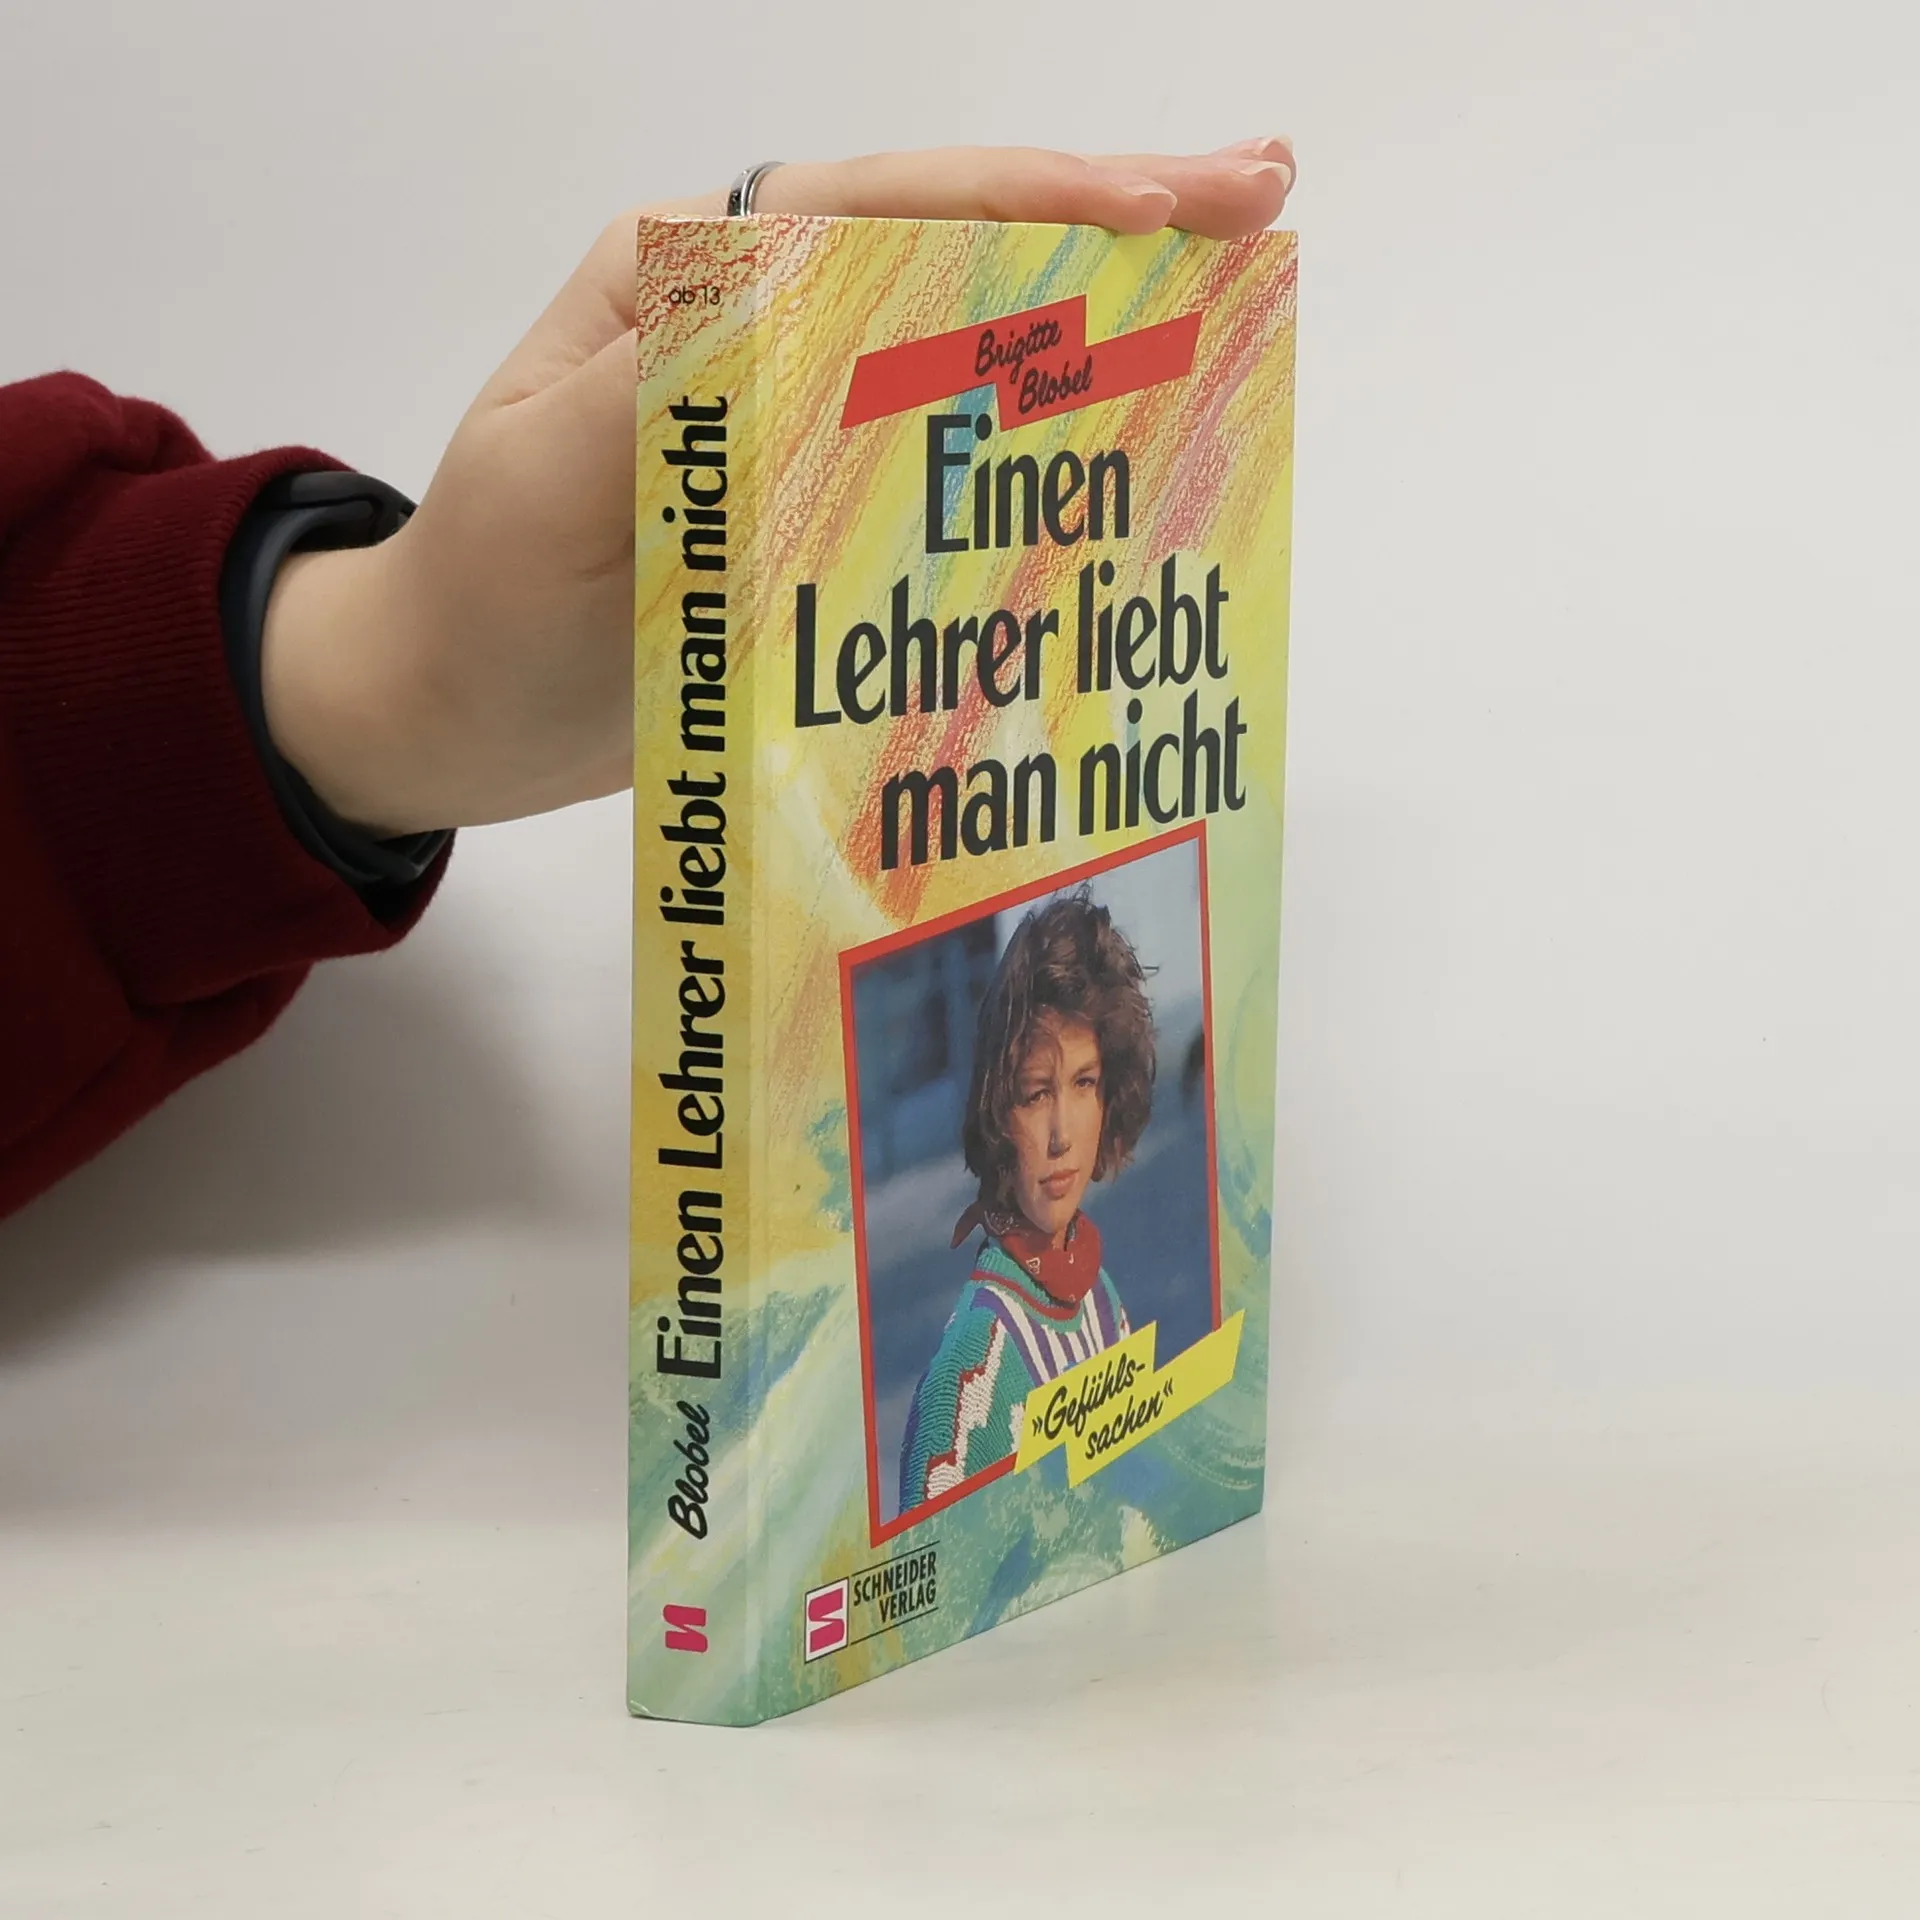 ab 13
Blobel Einen Lehrer liebt man nicht
Brigitte
Blobel
Einen
Lehrer liebt
man nicht
»Gefühls-
sachen«
SCHNEIDER
VERLAG